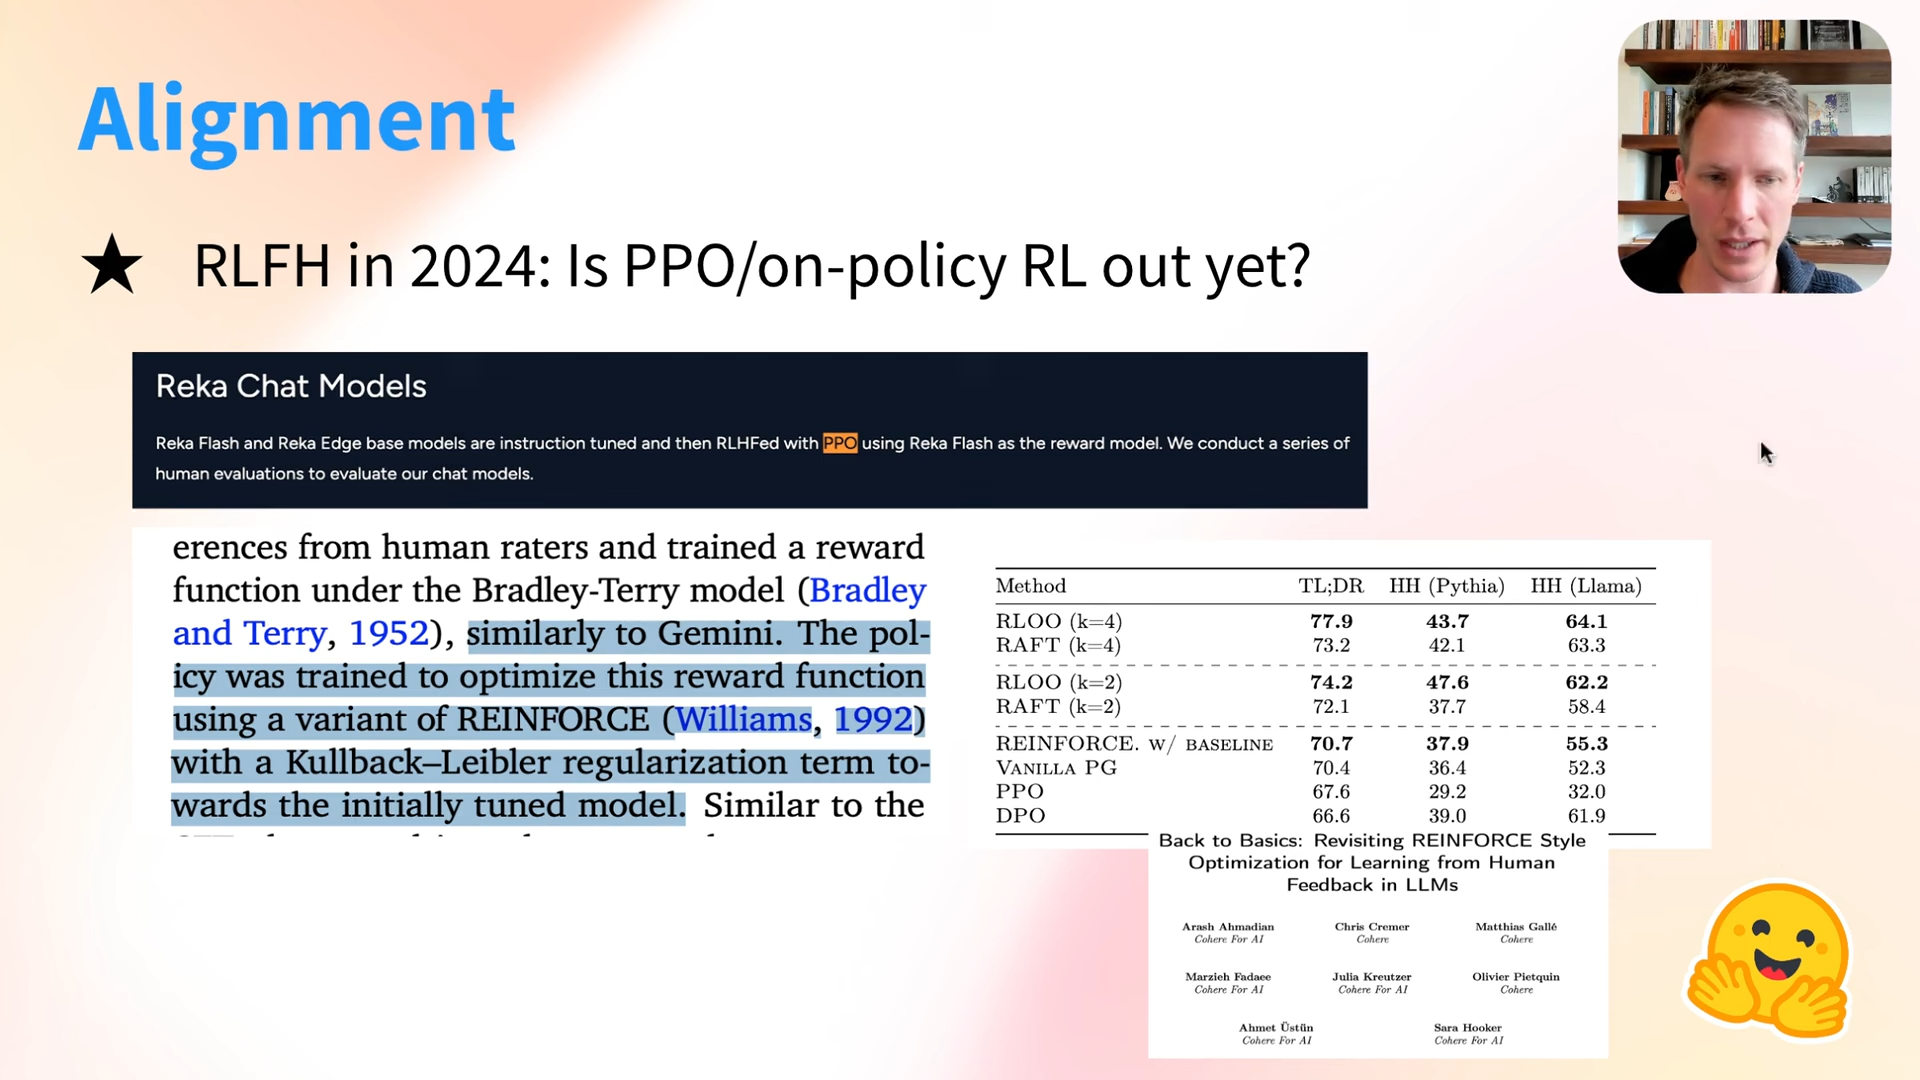 Alignment
★ RLFH in 2024: Is PPO/on-policy RL out yet?
Reka Chat Models
Reka Flash and Reka Edge base models are instruction tuned and then RLHFed with PPO using Reka Flash as the reward model. We conduct a series of
human evaluations to evaluate our chat models.
erences from human raters and trained a reward
function under the Bradley-Terry model (Bradley
and Terry, 1952), similarly to Gemini. The pol-
icy was trained to optimize this reward function
using a variant of REINFORCE (Williams, 1992)
with a Kullback–Leibler regularization term to-
wards the initially tuned model. Similar to the
Method TL;DR HH (Pythia) HH (Llama)
RLOO (k=4) 77.9 43.7 64.1
RAFT (k=4) 73.2 42.1 63.3
RLOO (k=2) 74.2 47.6 62.2
RAFT (k=2) 72.1 37.7 58.4
REINFORCE. W/ BASELINE 70.7 37.9 55.3
VANILLA PG 70.4 36.4 52.3
PPO 67.6 29.2 32.0
DPO 66.6 39.0 61.9
Back to Basics: Revisiting REINFORCE Style
Optimization for Learning from Human
Feedback in LLMs
Arash Ahmadian Chris Cremer Matthias Gallé
Cohere For AI Cohere Cohere
Marzieh Fadaee Julia Kreutzer Olivier Pietquin
Cohere For AI Cohere For AI Cohere
Ahmet Üstün Sara Hooker
Cohere For AI Cohere For AI